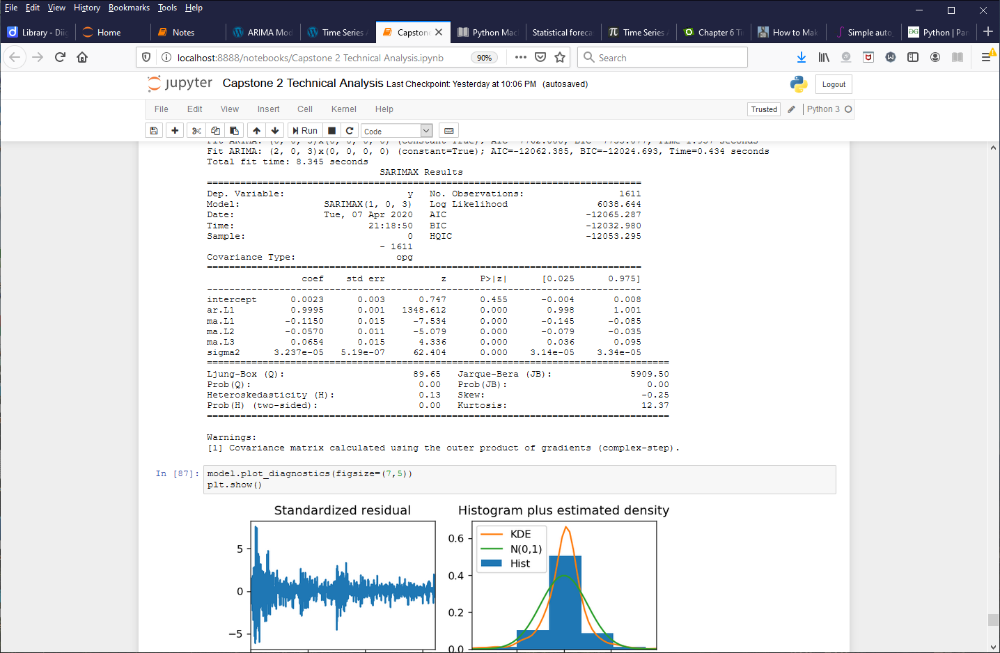 File Edit View History Bookmarks Tools Help
Library - Dii Home Notes ARIMA Mod Time Series A Capstone Python Mac Statistical foreca Time Series A Chapter 6 Ti How to Mak Simple auto_ Python | Pan
localhost:8888/notebooks/Capstone 2 Technical Analysis.ipynb 90% Search
jupyter Capstone 2 Technical Analysis Last Checkpoint: Yesterday at 10:06 PM (autosaved) Logout
File Edit View Insert Cell Kernel Help Trusted Python 3
Run Code
Fit ARIMA: (2, 0, 3)x(0, 0, 0, 0) (constant=True); AIC=-12062.385, BIC=-12024.693, Time=0.434 seconds
Total fit time: 8.345 seconds
SARIMAX Results
==============================================================================
Dep. Variable: y No. Observations: 1611
Model: SARIMAX(1, 0, 3) Log Likelihood 6038.644
Date: Tue, 07 Apr 2020 AIC -12065.287
Time: 21:18:50 BIC -12032.980
Sample: 0 HQIC -12053.295
- 1611
Covariance Type: opg
==============================================================================
coef std err z P>|z| [0.025 0.975]
------------------------------------------------------------------------------
intercept 0.0023 0.003 0.747 0.455 -0.004 0.008
ar.L1 0.9995 0.001 1348.612 0.000 0.998 1.001
ma.L1 -0.1150 0.015 -7.534 0.000 -0.145 -0.085
ma.L2 -0.0570 0.011 -5.079 0.000 -0.079 -0.035
ma.L3 0.0654 0.015 4.336 0.000 0.036 0.095
sigma2 3.237e-05 5.19e-07 62.404 0.000 3.14e-05 3.34e-05
===================================================================================
Ljung-Box (Q): 89.65 Jarque-Bera (JB): 5909.50
Prob(Q): 0.00 Prob(JB): 0.00
Heteroskedasticity (H): 0.13 Skew: -0.25
Prob(H) (two-sided): 0.00 Kurtosis: 12.37
===================================================================================
Warnings:
[1] Covariance matrix calculated using the outer product of gradients (complex-step).
In [87]: model.plot_diagnostics(figsize=(7,5))
plt.show()
Standardized residual Histogram plus estimated density
5
0
−5
0.6
0.4
0.2
0.0
KDE
N(0,1)
Hist